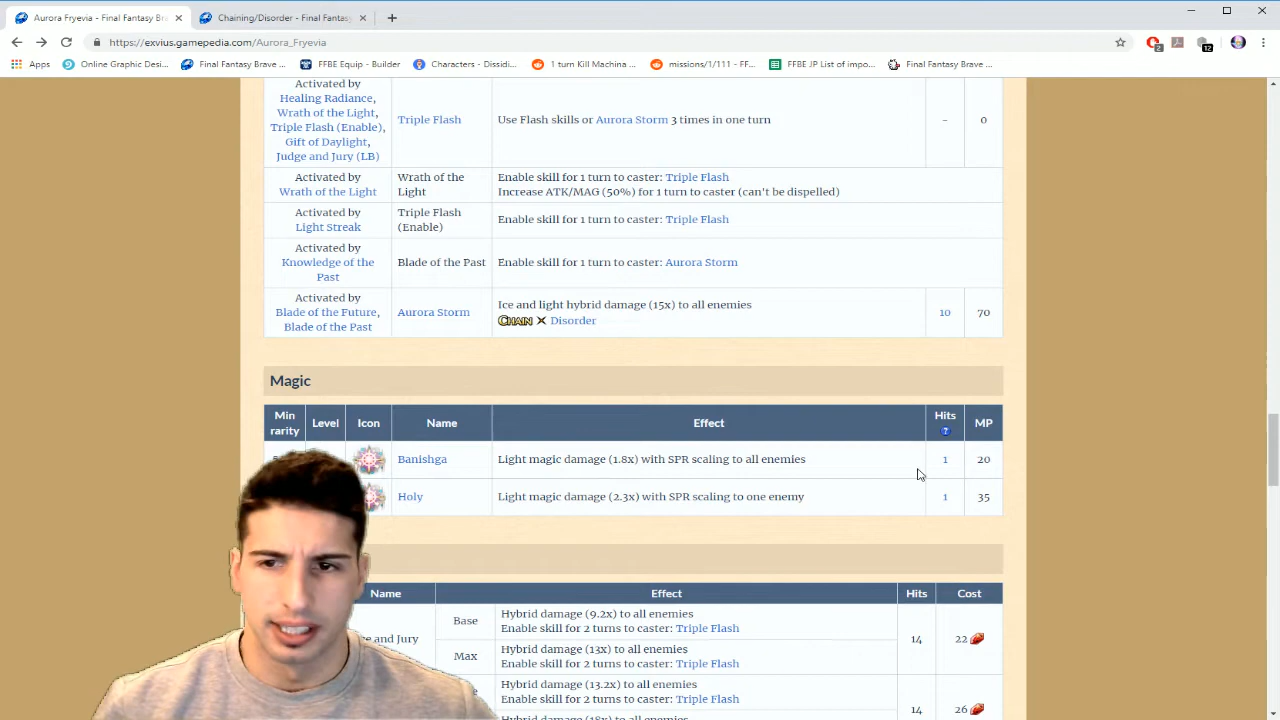 Aurora Fryevia - Final Fantasy Br
Chaining/Disorder - Final Fantas
https://exvius.gamepedia.com/Aurora_Fryevia
2
12
Apps
Online Graphic Desi...
Final Fantasy Brave ...
FFBE Equip - Builder
Characters - Dissidi...
1 turn Kill Machina ...
missions/1/111 - FF...
FFBE JP List of impo...
Final Fantasy Brave ...
Activated by
Healing Radiance,
Wrath of the Light,
Triple Flash (Enable),
Gift of Daylight,
Judge and Jury (LB)
Triple Flash
Use Flash skills or Aurora Storm 3 times in one turn
-
0
Activated by
Wrath of the Light
Wrath of the
Light
Enable skill for 1 turn to caster: Triple Flash
Increase ATK/MAG (50%) for 1 turn to caster (can't be dispelled)
Activated by
Light Streak
Triple Flash
(Enable)
Enable skill for 1 turn to caster: Triple Flash
Activated by
Knowledge of the
Past
Blade of the Past
Enable skill for 1 turn to caster: Aurora Storm
Activated by
Blade of the Future,
Blade of the Past
Aurora Storm
Ice and light hybrid damage (15x) to all enemies
CHAIN Disorder
10
70
Magic
Min
rarity
Level
Icon
Name
Effect
Hits
?
MP
Banishga
Light magic damage (1.8x) with SPR scaling to all enemies
1
20
Holy
Light magic damage (2.3x) with SPR scaling to one enemy
1
35
Name
Effect
Hits
Cost
e and Jury
Base
Hybrid damage (9.2x) to all enemies
Enable skill for 2 turns to caster: Triple Flash
Max
Hybrid damage (13x) to all enemies
Enable skill for 2 turns to caster: Triple Flash
14
22
Hybrid damage (13.2x) to all enemies
Enable skill for 2 turns to caster: Triple Flash
Hybrid damage (18x) to all enemies
14
26